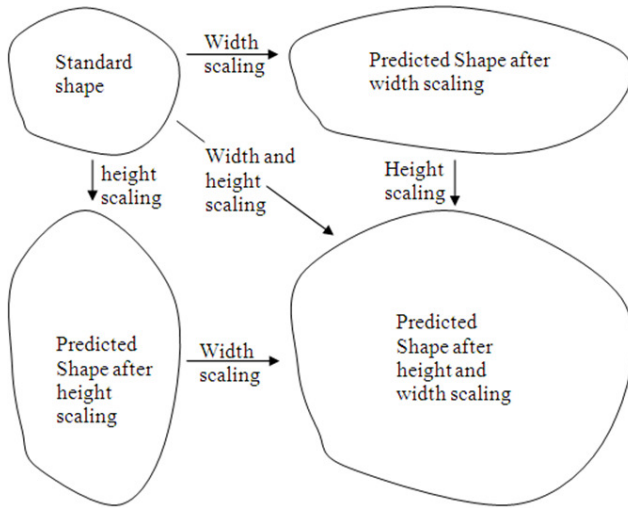 Standard
shape
Width
scaling
Predicted Shape after
width scaling
height
scaling
Width and
height
scaling
Height
scaling
Predicted
Shape after
height
scaling
Width
scaling
Predicted
Shape after
height and
width scaling